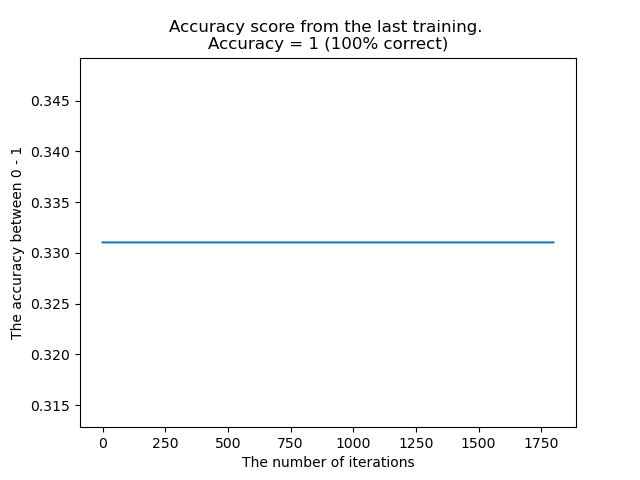 Accuracy score from the last training.
Accuracy = 1 (100% correct)
The accuracy between 0 - 1
0.345
0.340
0.335
0.330
0.325
0.320
0.315
0 250 500 750 1000 1250 1500 1750
The number of iterations